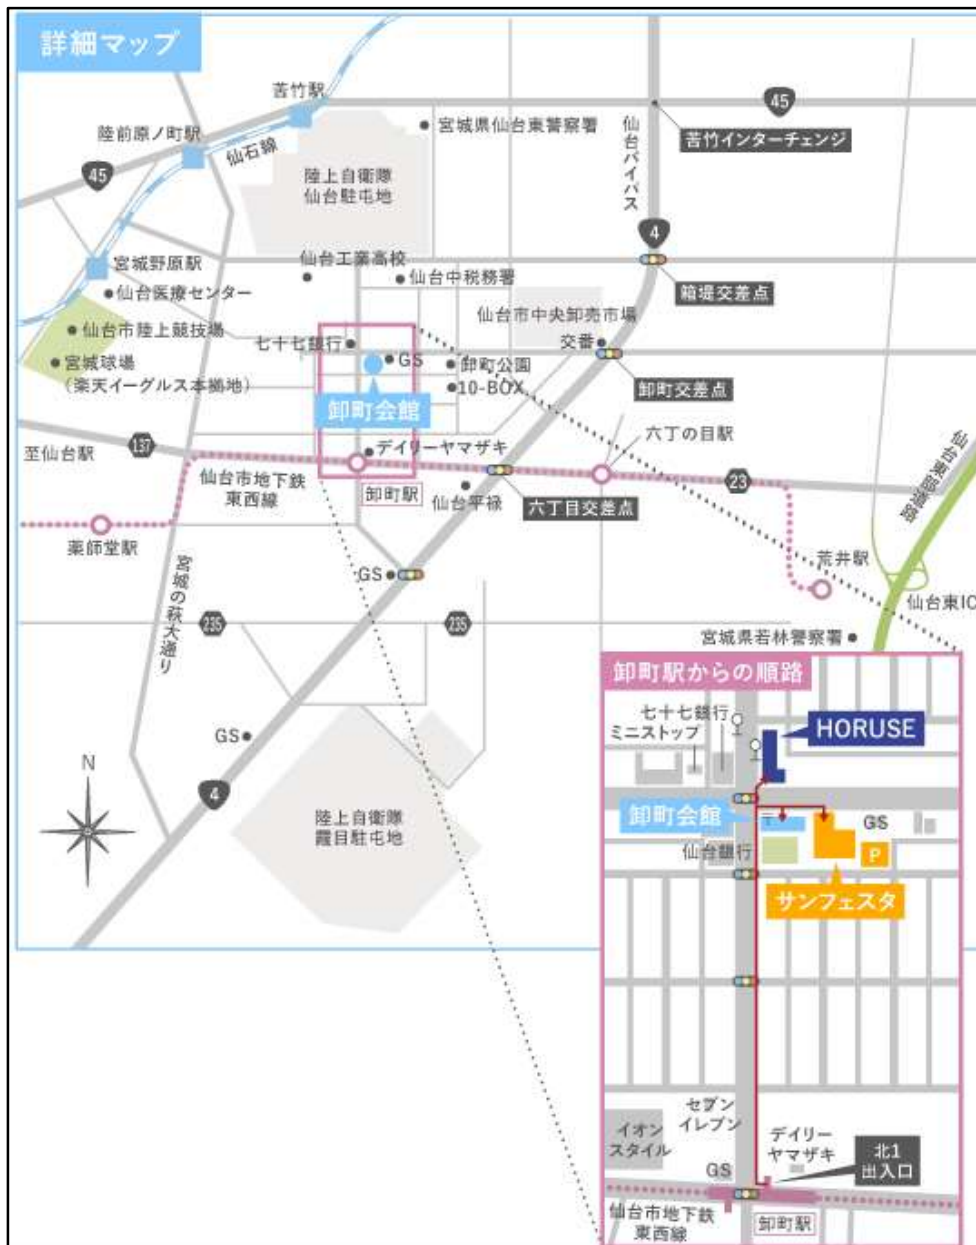 詳細マップ
苦竹駅
陸前原ノ町駅
仙石線
45
宮城県仙台東警察署
仙台バイパス
45
苦竹インターチェンジ
陸上自衛隊
仙台駐屯地
4
宮城野原駅
仙台工業高校
仙台中税務署
箱堤交差点
仙台医療センター
仙台市中央卸売市場
仙台市陸上競技場
七十七銀行
交番
GS
卸町公園
宮城球場
(楽天イーグルス本拠地)
10-BOX
卸町交差点
卸町会館
137
至仙台駅
デイリーヤマザキ
六丁の目駅
仙台東部道路
仙台市地下鉄
東西線
卸町駅
仙台平禄
六丁目交差点
23
薬師堂駅
宮城の萩大通り
GS
荒井駅
仙台東IC
235
235
宮城県若林警察署
GS
N
4
陸上自衛隊
霞目駐屯地
卸町駅からの順路
七十七銀行
ミニストップ
HORUSE
卸町会館
〒
GS
仙台銀行
P
サンフェスタ
セブン
イレブン
イオン
スタイル
デイリー
ヤマザキ
北1
出入口
GS
仙台市地下鉄
東西線
卸町駅